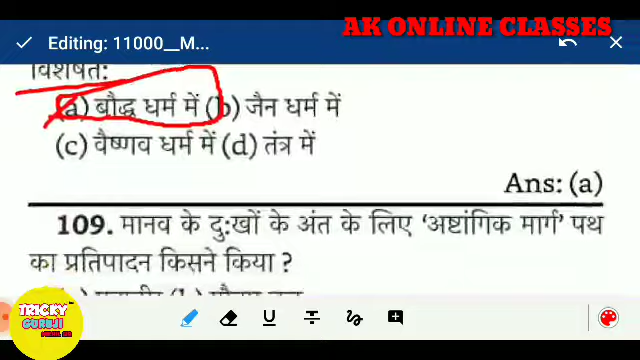 AK ONLINE CLASSES
Editing: 11000__M...
विशेषतः
(a) बौद्ध धर्म में (b) जैन धर्म में
(c) वैष्णव धर्म में (d) तंत्र में
Ans: (a)
109. मानव के दु:खों के अंत के लिए ‘अष्टांगिक मार्ग’ पथ
का प्रतिपादन किसने किया ?
TRICKY
GURUJI